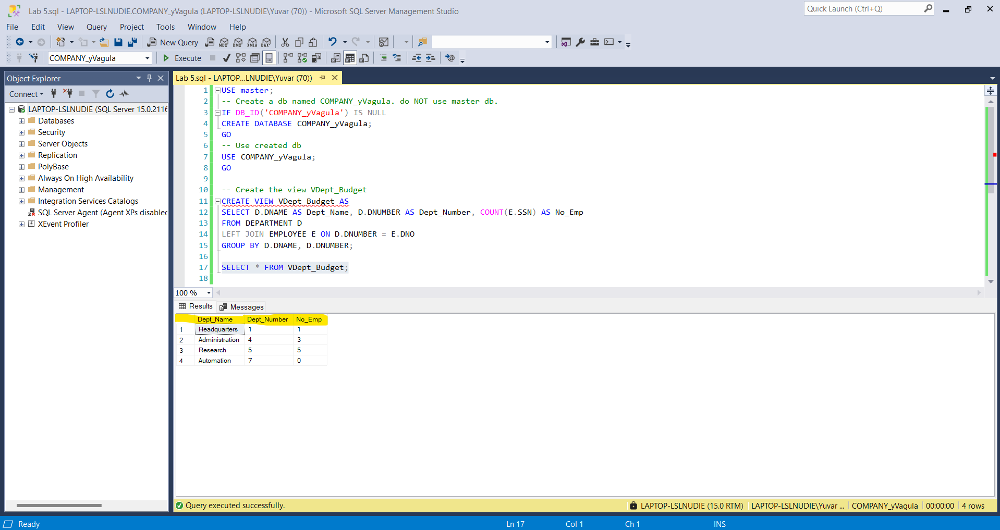 Lab 5.sql - LAPTOP-LSLNUDIE.COMPANY_yVagula (LAPTOP-LSLNUDIE\Yuvar (70)) - Microsoft SQL Server Management Studio
Quick Launch (Ctrl+Q)
File Edit View Query Project Tools Window Help
New Query MDX DMX XMLA DAX
COMPANY_yVagula Execute
Object Explorer
Connect
LAPTOP-LSLNUDIE (SQL Server 15.0.2116
Databases
Security
Server Objects
Replication
PolyBase
Always On High Availability
Management
Integration Services Catalogs
SQL Server Agent (Agent XPs disabled
XEvent Profiler
Lab 5.sql - LAPTOP...LNUDIE\Yuvar (70))
1 USE master;
2 -- Create a db named COMPANY_yVagula. do NOT use master db.
3 IF DB_ID('COMPANY_yVagula') IS NULL
4 CREATE DATABASE COMPANY_yVagula;
5 GO
6 -- Use created db
7 USE COMPANY_yVagula;
8 GO
9
10 -- Create the view VDept_Budget
11 CREATE VIEW VDept_Budget AS
12 SELECT D.DNAME AS Dept_Name, D.DNUMBER AS Dept_Number, COUNT(E.SSN) AS No_Emp
13 FROM DEPARTMENT D
14 LEFT JOIN EMPLOYEE E ON D.DNUMBER = E.DNO
15 GROUP BY D.DNAME, D.DNUMBER;
16
17 SELECT * FROM VDept_Budget;
18
100 %
Results Messages
Dept_Name Dept_Number No_Emp
1 Headquarters 1 1
2 Administration 4 3
3 Research 5 5
4 Automation 7 0
Query executed successfully. LAPTOP-LSLNUDIE (15.0 RTM) LAPTOP-LSLNUDIE\Yuvar ... COMPANY_yVagula 00:00:00 4 rows
Ready Ln 17 Col 1 Ch 1 INS